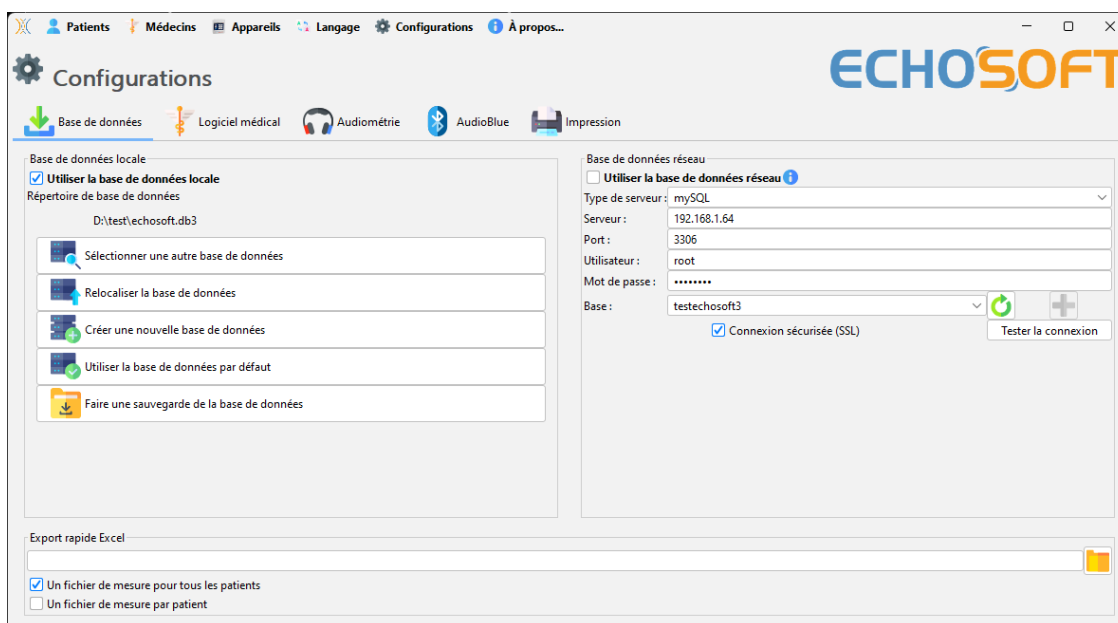 Patients Médecins Appareils Langage Configurations À propos...
Configurations
ECHOSOFT
Base de données Logiciel médical Audiométrie AudioBlue Impression
Base de données locale
Utiliser la base de données locale
Répertoire de base de données
D:\test\echosoft.db3
Sélectionner une autre base de données
Relocaliser la base de données
Créer une nouvelle base de données
Utiliser la base de données par défaut
Faire une sauvegarde de la base de données
Base de données réseau
Utiliser la base de données réseau
Type de serveur : mySQL
Serveur : 192.168.1.64
Port : 3306
Utilisateur : root
Mot de passe : ••••••••
Base : testechosoft3
Connexion sécurisée (SSL) Tester la connexion
Export rapide Excel
Un fichier de mesure pour tous les patients
Un fichier de mesure par patient